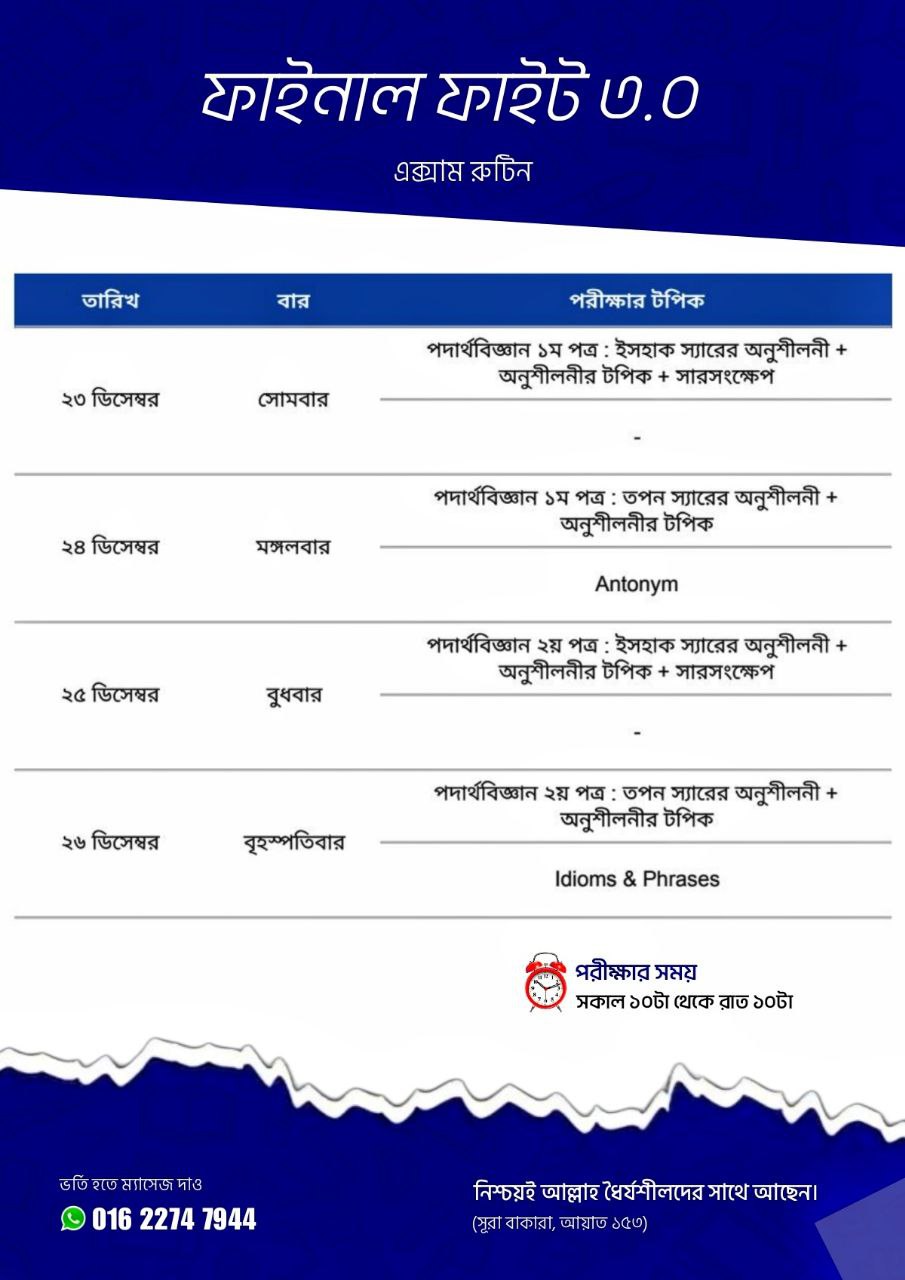 ফাইনাল ফাইট ৩.০
এক্সাম রুটিন
তারিখ বার পরীক্ষার টপিক
পদার্থবিজ্ঞান ১ম পত্র : ইসহাক স্যারের অনুশীলনী +
অনুশীলনীর টপিক + সারসংক্ষেপ
২৩ ডিসেম্বর সোমবার
-
পদার্থবিজ্ঞান ১ম পত্র : তপন স্যারের অনুশীলনী +
অনুশীলনীর টপিক
২৪ ডিসেম্বর মঙ্গলবার
Antonym
পদার্থবিজ্ঞান ২য় পত্র : ইসহাক স্যারের অনুশীলনী +
অনুশীলনীর টপিক + সারসংক্ষেপ
২৫ ডিসেম্বর বুধবার
-
পদার্থবিজ্ঞান ২য় পত্র : তপন স্যারের অনুশীলনী +
অনুশীলনীর টপিক
২৬ ডিসেম্বর বৃহস্পতিবার
Idioms & Phrases
পরীক্ষার সময়
সকাল ১০টা থেকে রাত ১০টা
ভর্তি হতে ম্যাসেজ দাও
016 2274 7944
নিশ্চয়ই আল্লাহ ধৈর্যশীলদের সাথে আছেন।
(সূরা বাকারা, আয়াত ১৫৩)